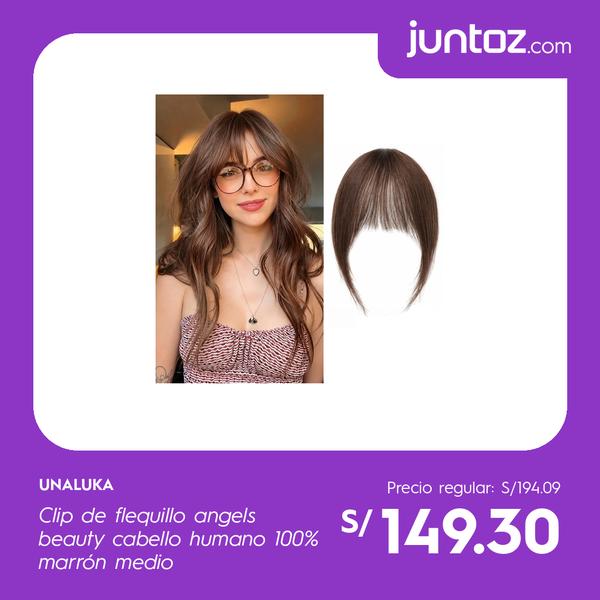 juntoz.com
UNALUKA
Clip de flequillo angels
beauty cabello humano 100%
marrón medio
Precio regular: S/194.09
S/149.30